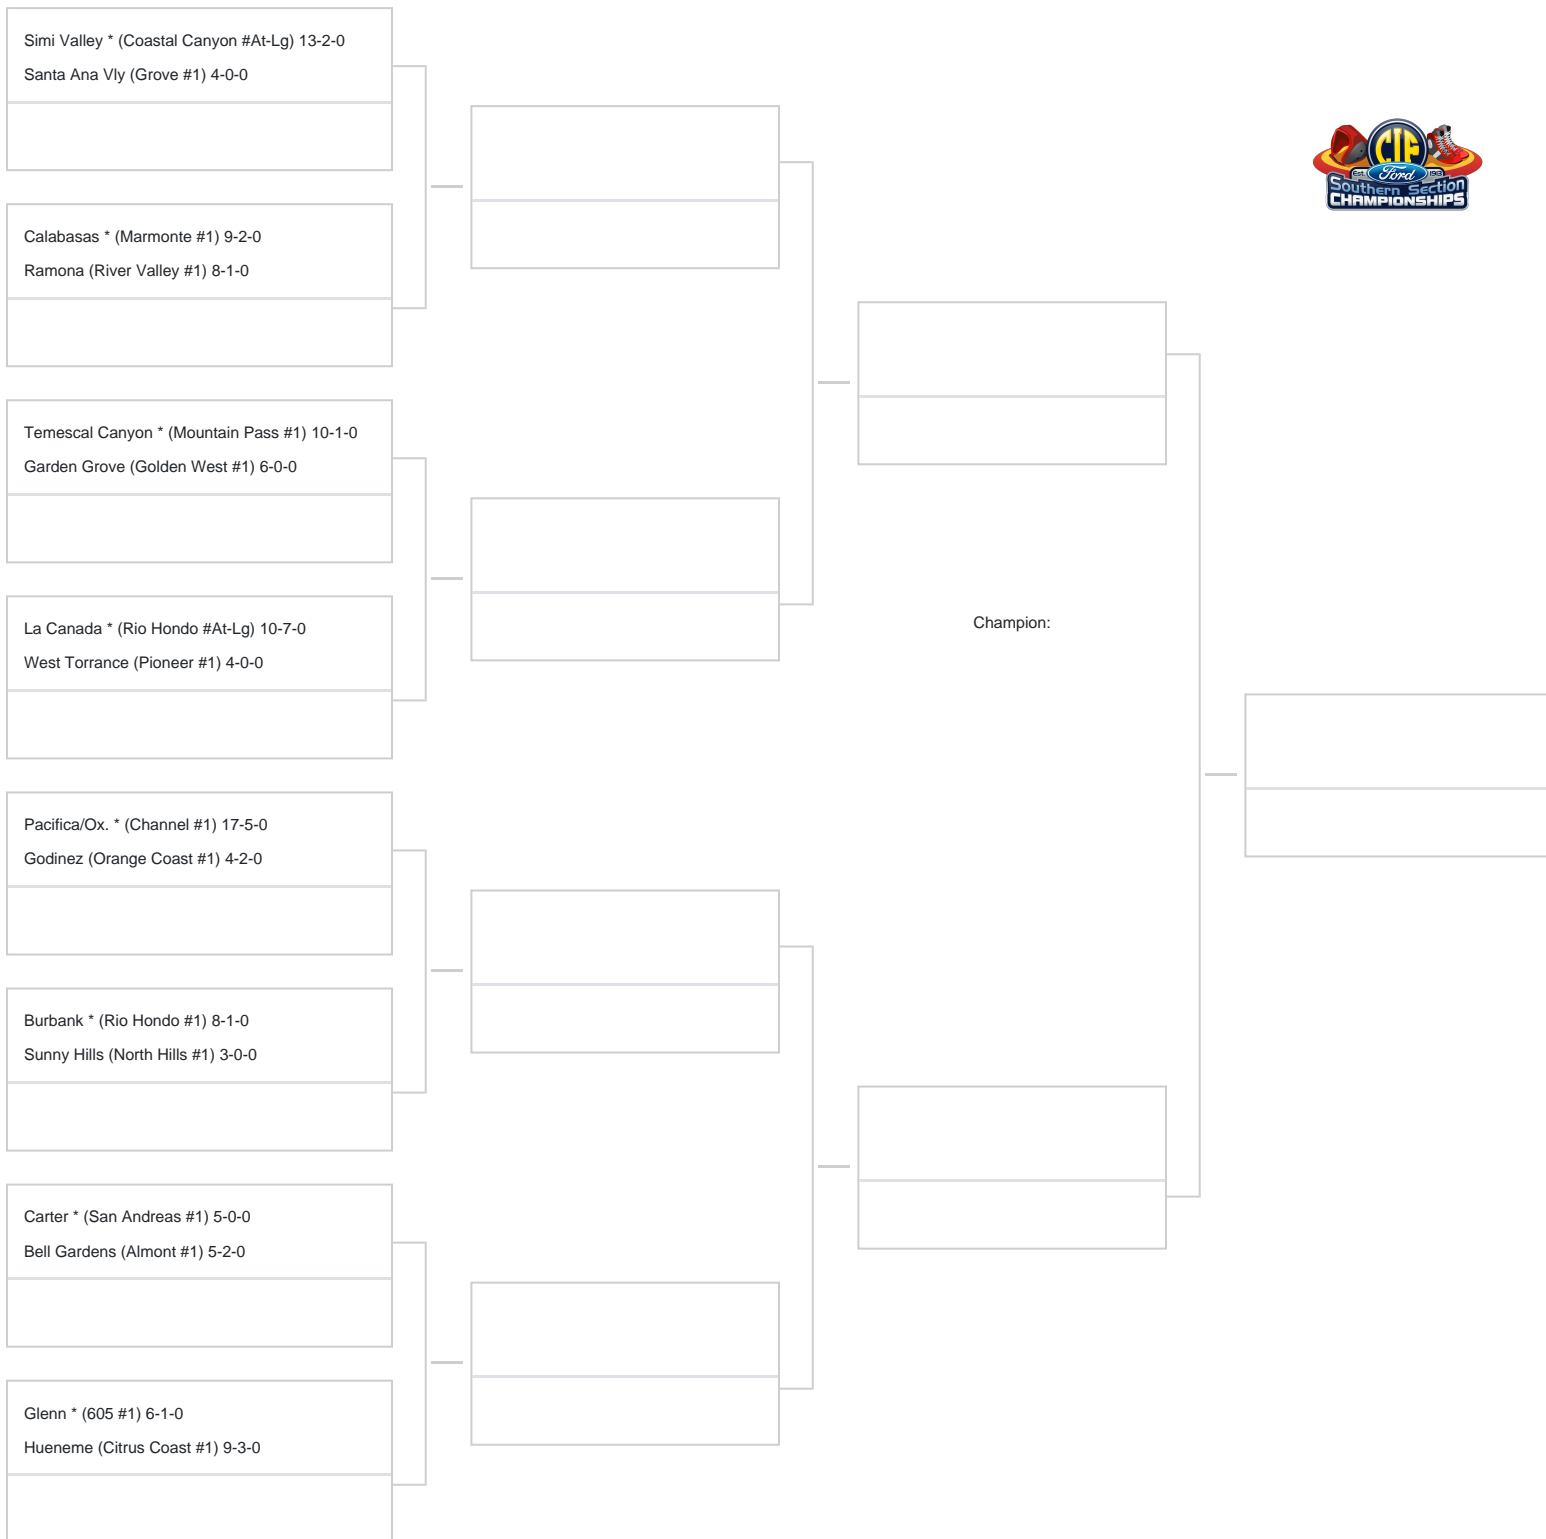 Simi Valley * (Coastal Canyon #At-Lg) 13-2-0
Santa Ana Vly (Grove #1) 4-0-0
Calabasas * (Marmonte #1) 9-2-0
Ramona (River Valley #1) 8-1-0
Temescal Canyon * (Mountain Pass #1) 10-1-0
Garden Grove (Golden West #1) 6-0-0
La Canada * (Rio Hondo #At-Lg) 10-7-0
West Torrance (Pioneer #1) 4-0-0
Pacifica/Ox. * (Channel #1) 17-5-0
Godinez (Orange Coast #1) 4-2-0
Burbank * (Rio Hondo #1) 8-1-0
Sunny Hills (North Hills #1) 3-0-0
Carter * (San Andreas #1) 5-0-0
Bell Gardens (Almont #1) 5-2-0
Glenn * (605 #1) 6-1-0
Hueneme (Citrus Coast #1) 9-3-0
CIF
Est. Ford 1913
Southern Section
CHAMPIONSHIPS
Champion: